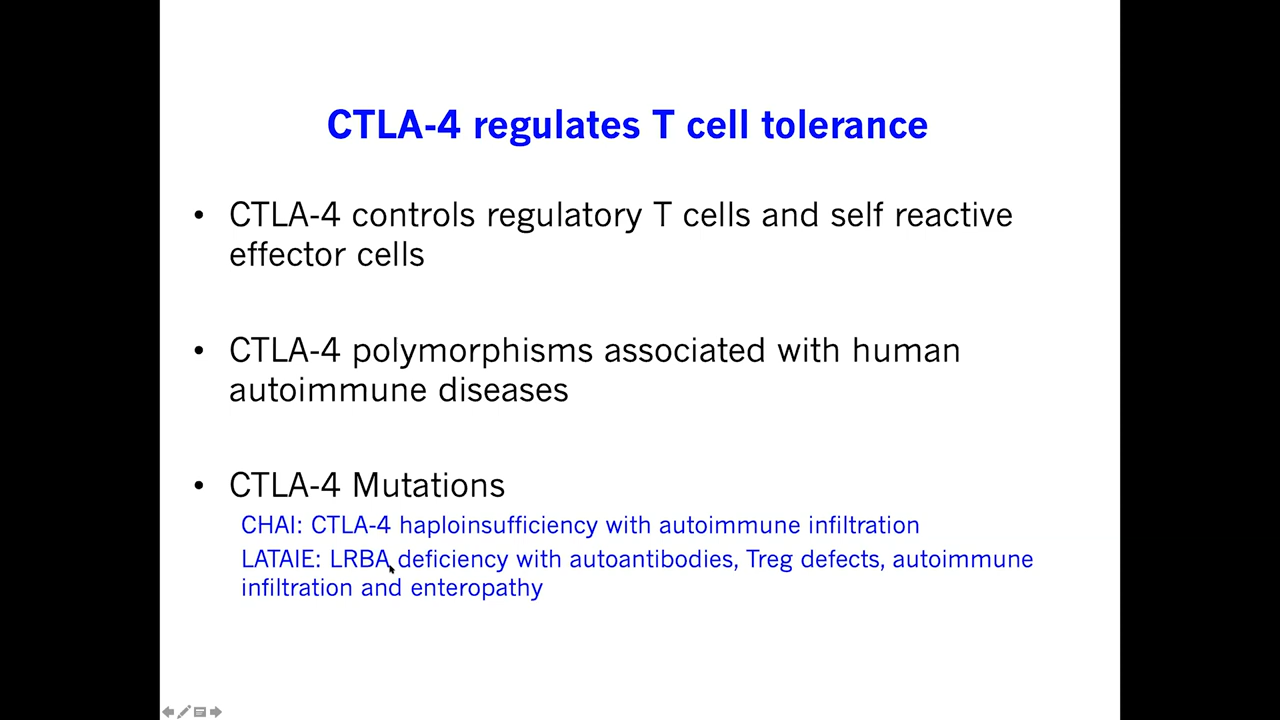 CTLA-4 regulates T cell tolerance
• CTLA-4 controls regulatory T cells and self reactive
effector cells
• CTLA-4 polymorphisms associated with human
autoimmune diseases
• CTLA-4 Mutations
CHAI: CTLA-4 haploinsufficiency with autoimmune infiltration
LATAIE: LRBA deficiency with autoantibodies, Treg defects, autoimmune
infiltration and enteropathy